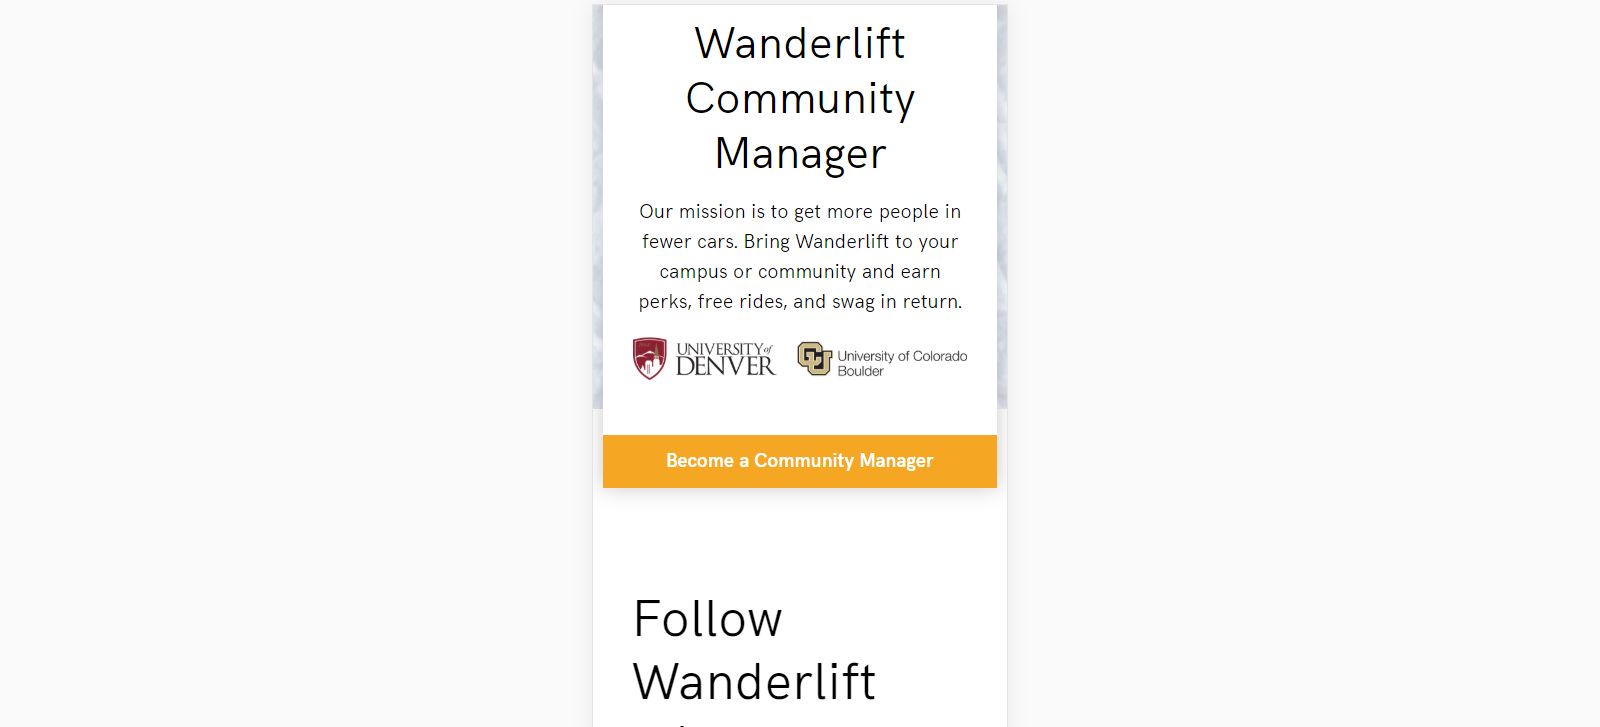 Wanderlift
Community
Manager
Our mission is to get more people in
fewer cars. Bring Wanderlift to your
campus or community and earn
perks, free rides, and swag in return.
UNIVERSITY of
DENVER
University of Colorado
Boulder
Become a Community Manager
Follow
Wanderlift